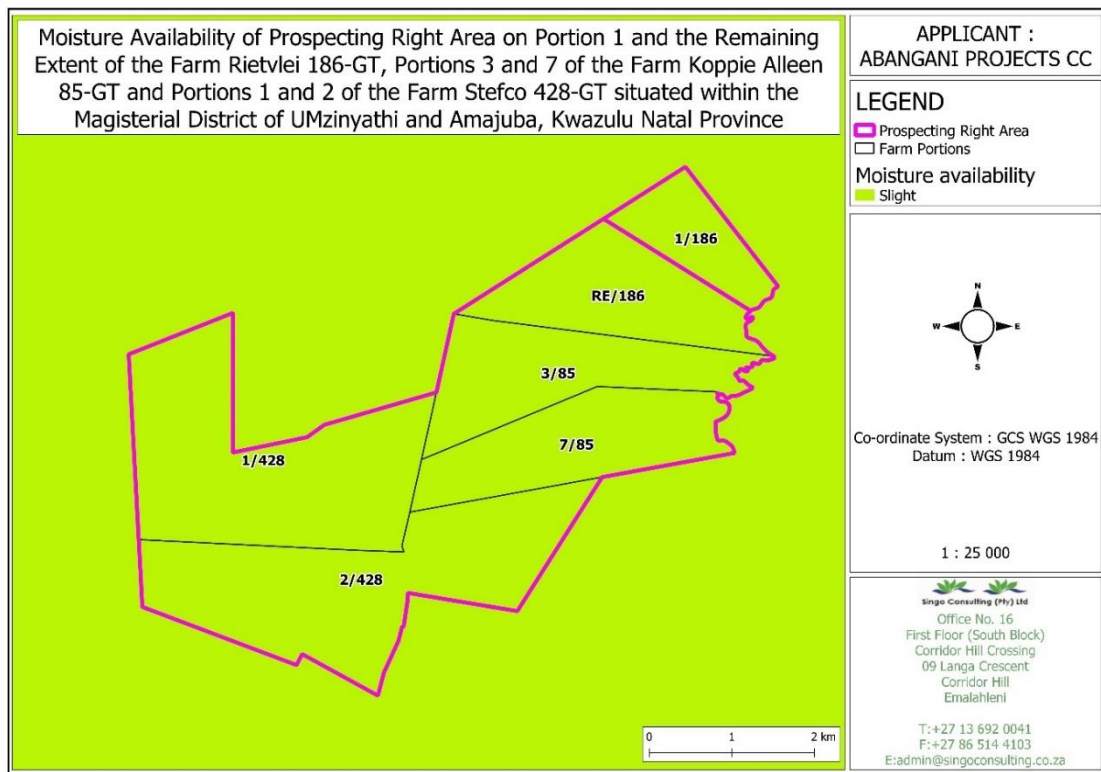 Moisture Availability of Prospecting Right Area on Portion 1 and the Remaining
Extent of the Farm Rietvlei 186-GT, Portions 3 and 7 of the Farm Koppie Alleen
85-GT and Portions 1 and 2 of the Farm Stefco 428-GT situated within the
Magisterial District of UMzinyathi and Amajuba, Kwazulu Natal Province
1/186
RE/186
3/85
7/85
1/428
2/428
0 1 2 km
APPLICANT :
ABANGANI PROJECTS CC
LEGEND
Prospecting Right Area
Farm Portions
Moisture availability
Slight
N
W E
S
Co-ordinate System : GCS WGS 1984
Datum : WGS 1984
1 : 25 000
Singo Consulting (Pty) Ltd
Office No. 16
First Floor (South Block)
Corridor Hill Crossing
09 Langa Crescent
Corridor Hill
Emalahleni
T:+27 13 692 0041
F:+27 86 514 4103
E:admin@singoconsulting.co.za